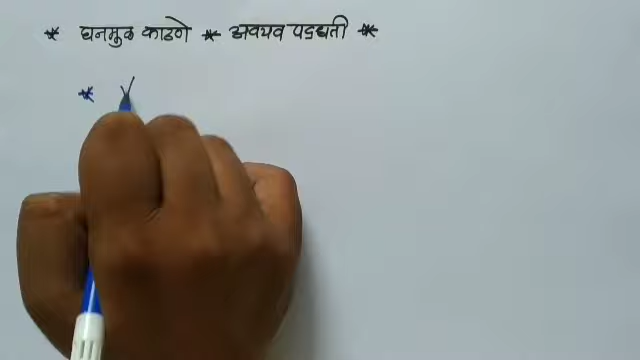 * घनमुळ काढणे * अवयव पद्धती *
*